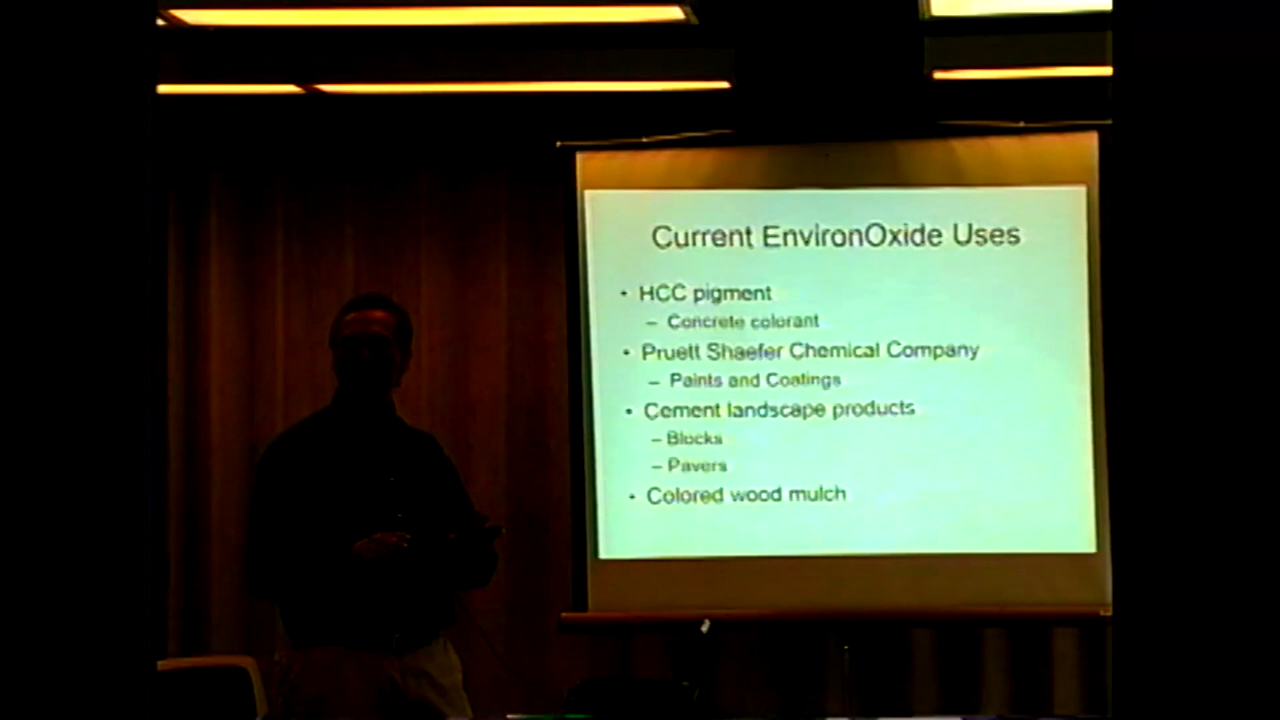 Current EnvironOxide Uses
• HCC pigment
– Concrete colorant
• Pruett Shaefer Chemical Company
– Paints and Coatings
• Cement landscape products
– Blocks
– Pavers
• Colored wood mulch